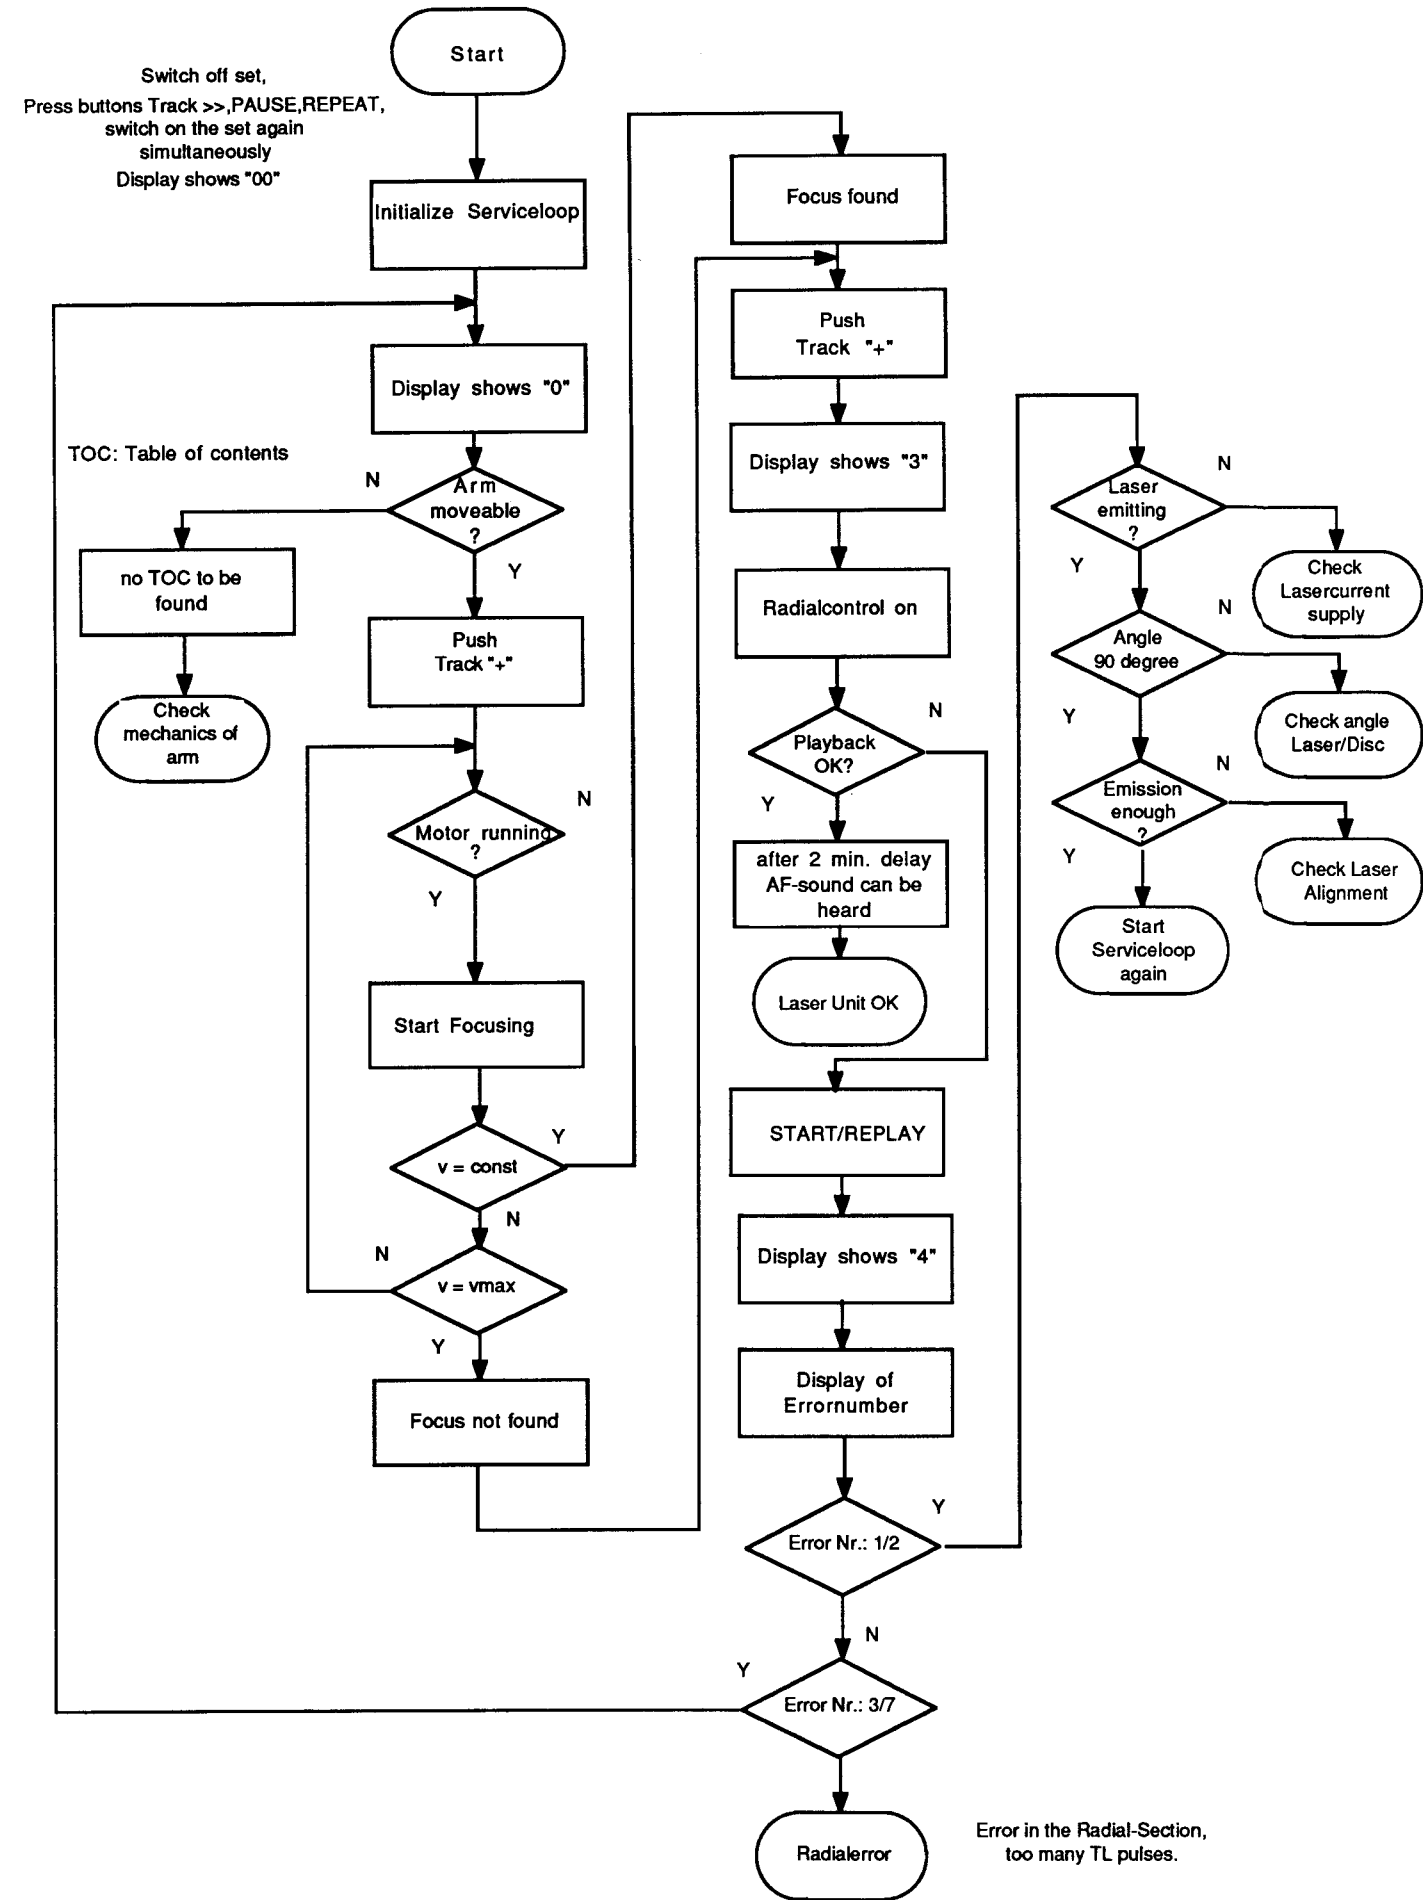 Start
Switch off set,
Press buttons Track >>,PAUSE,REPEAT,
switch on the set again
simultaneously
Display shows "00"
Initialize Serviceloop
Display shows "0"
TOC: Table of contents
N
Arm
moveable
?
Y
no TOC to be
found
Check
mechanics of
arm
Push
Track "+"
N
Motor running
?
Y
Start Focusing
Y
v = const
N
N
v = vmax
Y
Focus not found
Focus found
Push
Track "+"
Display shows "3"
Radialcontrol on
N
Playback
OK?
Y
after 2 min. delay
AF-sound can be
heard
Laser Unit OK
START/REPLAY
Display shows "4"
Display of
Errornumber
Y
Error Nr.: 1/2
N
Y
Error Nr.: 3/7
Radialerror
Error in the Radial-Section,
too many TL pulses.
N
Laser
emitting
?
Y
Check
Lasercurrent
supply
N
Angle
90 degree
Y
Check angle
Laser/Disc
N
Emission
enough
?
Y
Check Laser
Alignment
Start
Serviceloop
again